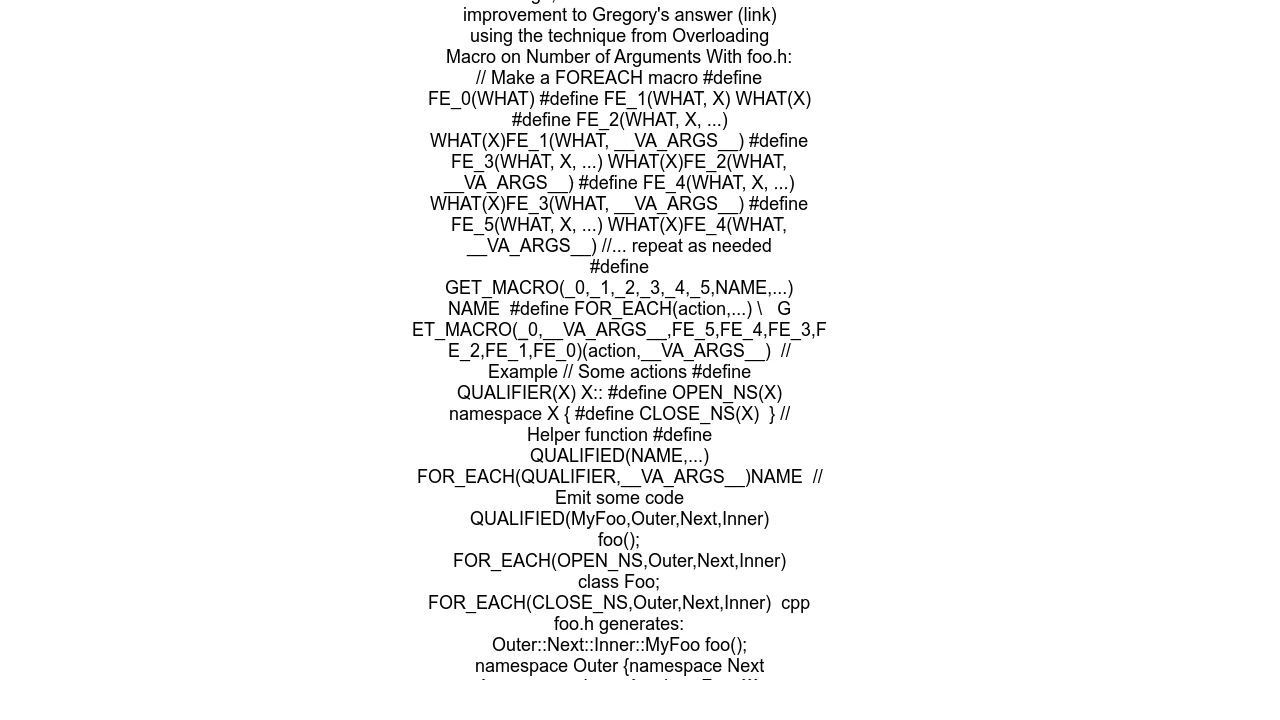 improvement to Gregory's answer (link)
using the technique from Overloading
Macro on Number of Arguments With foo.h:
// Make a FOREACH macro #define
FE_0(WHAT) #define FE_1(WHAT, X) WHAT(X)
#define FE_2(WHAT, X, ...)
WHAT(X)FE_1(WHAT, __VA_ARGS__) #define
FE_3(WHAT, X, ...) WHAT(X)FE_2(WHAT,
__VA_ARGS__) #define FE_4(WHAT, X, ...)
WHAT(X)FE_3(WHAT, __VA_ARGS__) #define
FE_5(WHAT, X, ...) WHAT(X)FE_4(WHAT,
__VA_ARGS__) //... repeat as needed
#define
GET_MACRO(_0,_1,_2,_3,_4,_5,NAME,...)
NAME  #define FOR_EACH(action,...) \   G
ET_MACRO(_0,__VA_ARGS__,FE_5,FE_4,FE_3,F
E_2,FE_1,FE_0)(action,__VA_ARGS__)  //
Example // Some actions #define
QUALIFIER(X) X:: #define OPEN_NS(X)
namespace X { #define CLOSE_NS(X)  } //
Helper function #define
QUALIFIED(NAME,...)
FOR_EACH(QUALIFIER,__VA_ARGS__)NAME  //
Emit some code
QUALIFIED(MyFoo,Outer,Next,Inner)
foo();
FOR_EACH(OPEN_NS,Outer,Next,Inner)
class Foo;
FOR_EACH(CLOSE_NS,Outer,Next,Inner)  cpp
foo.h generates:
Outer::Next::Inner::MyFoo foo();
namespace Outer {namespace Next